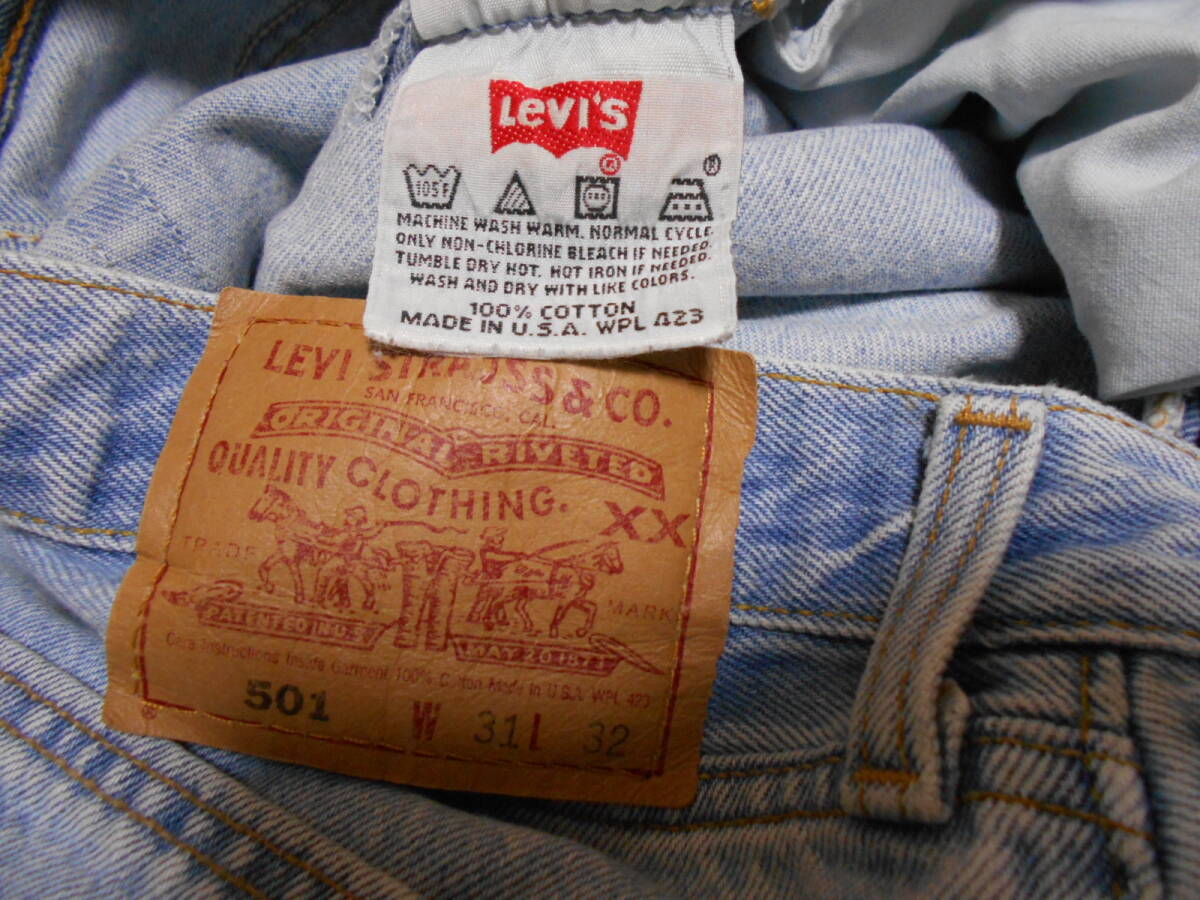 Levi's
®
®
105F
MACHINE WASH WARM. NORMAL CYCLE.
ONLY NON-CHLORINE BLEACH IF NEEDED.
TUMBLE DRY HOT. HOT IRON IF NEEDED.
WASH AND DRY WITH LIKE COLORS.
100% COTTON
MADE IN U.S.A. WPL 423
LEVI STRAUSS & CO.
SAN FRANCISCO, CAL.
ORIGINAL RIVETED
QUALITY CLOTHING.
XX
TRADE MARK
PATENTED IN U.S.
MAY 20 1873
Care Instructions Inside Garment 100% Cotton Made in U.S.A. WPL 423
501 W 31 L 32
®